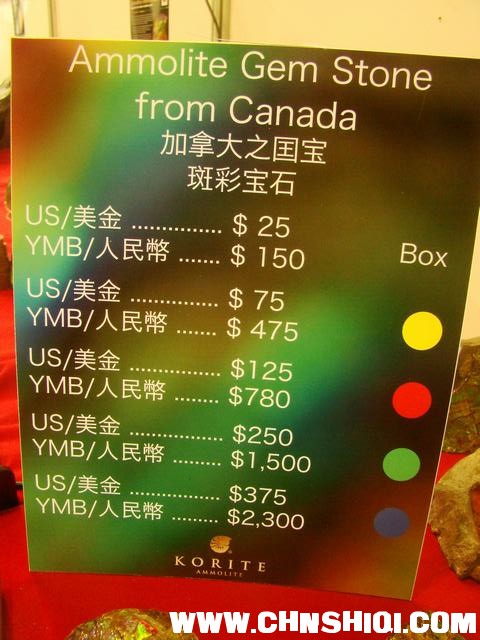 Ammolite Gem Stone
from Canada
加拿大之国宝
斑彩宝石
US/美金 ............... $ 25
YMB/人民幣 ....... $ 150
Box
US/美金 .............. $ 75
YMB/人民幣 ....... $ 475
US/美金 ............... $125
YMB/人民幣 ........ $780
US/美金 ............... $250
YMB/人民幣 ........ $1,500
US/美金 ............... $375
YMB/人民幣 ........ $2,300
KORITE
AMMOLITE
WWW.CHNSHIQI.COM